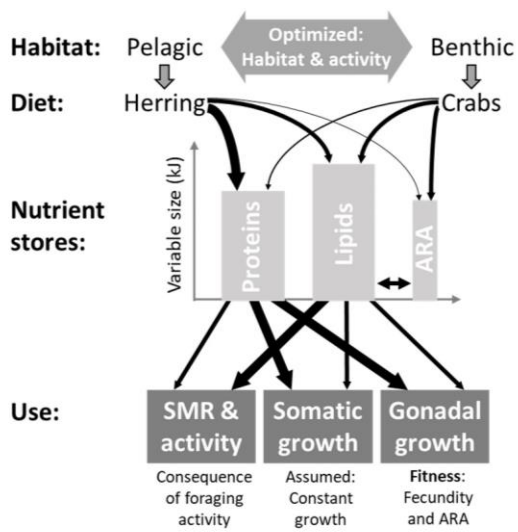 Habitat: Pelagic Optimized: Habitat & activity Benthic
Diet: Herring Crabs
Nutrient stores:
Variable size (kJ)
Proteins
Lipids
ARA
Use:
SMR & activity
Somatic growth
Gonadal growth
Consequence of foraging activity
Assumed: Constant growth
Fitness: Fecundity and ARA